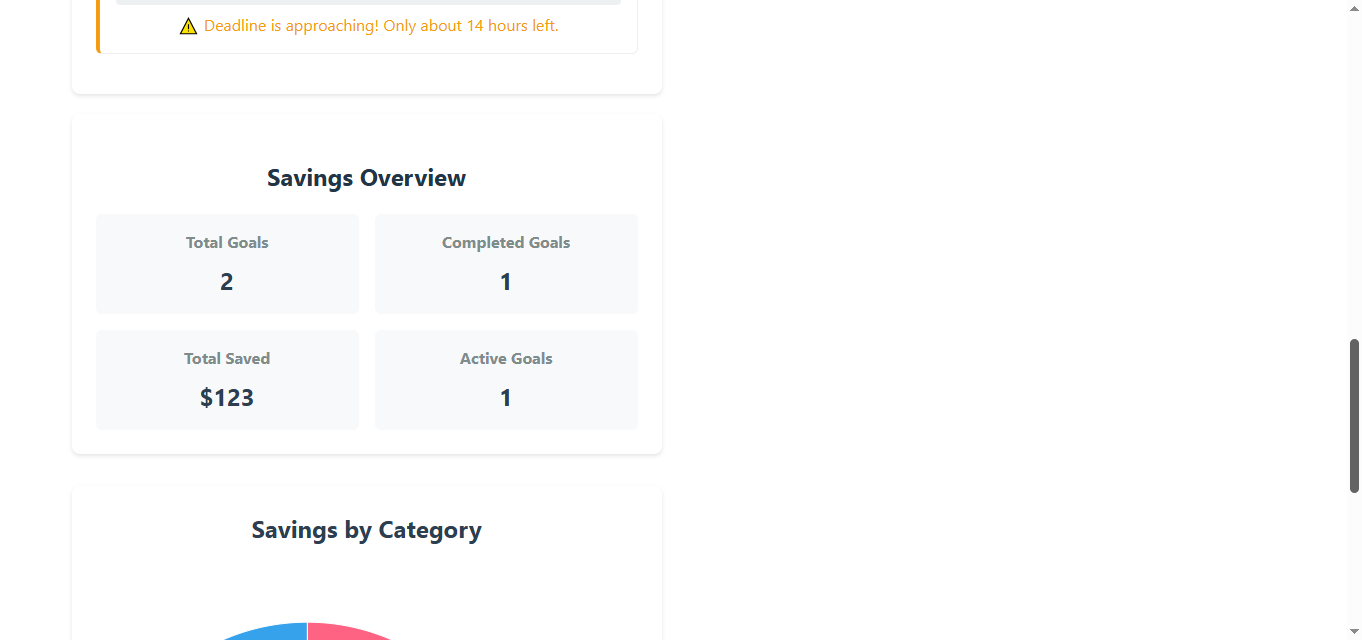 ⚠️ Deadline is approaching! Only about 14 hours left.
Savings Overview
Total Goals
2
Completed Goals
1
Total Saved
$123
Active Goals
1
Savings by Category